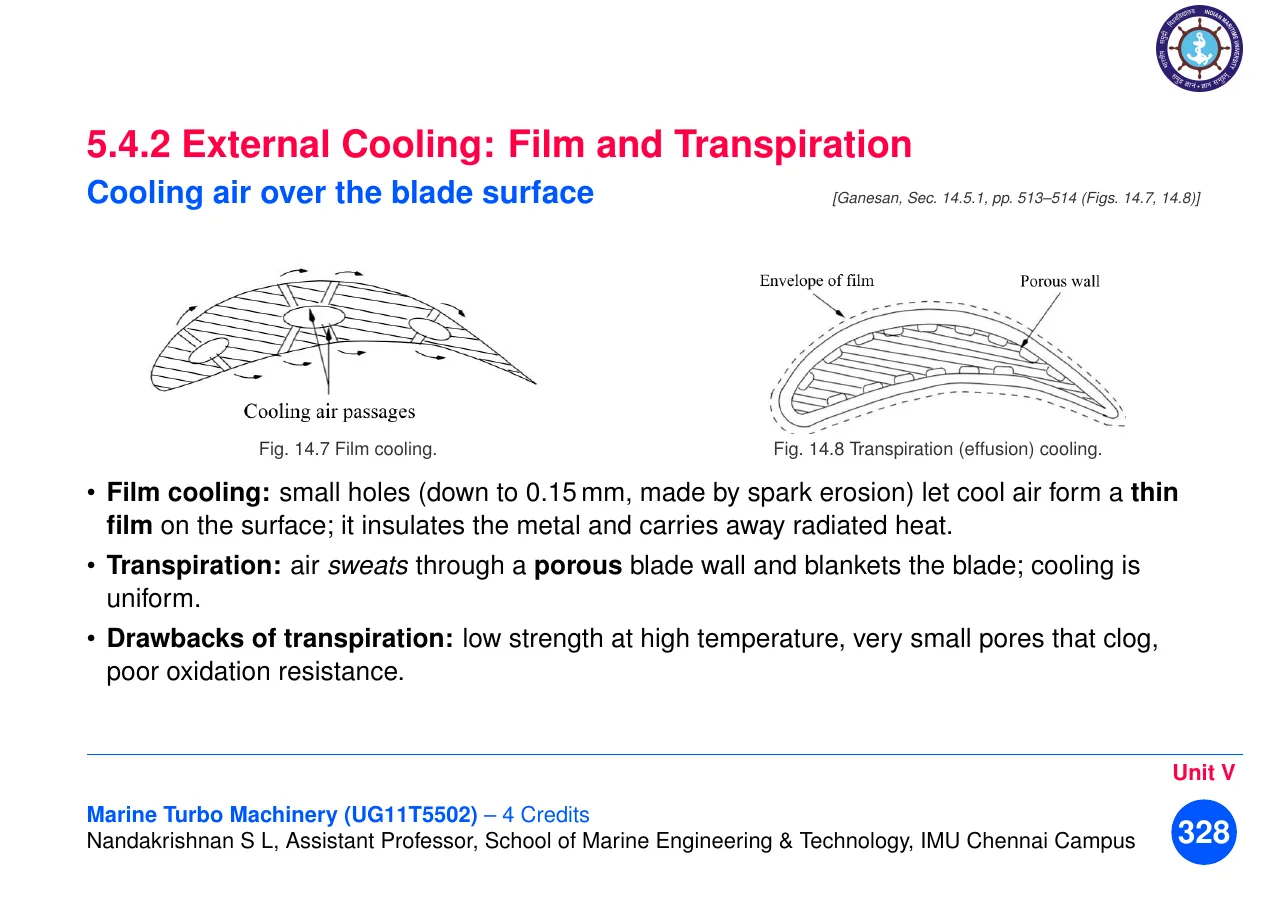 INDIAN MARITIME UNIVERSITY
5.4.2 External Cooling: Film and Transpiration
Cooling air over the blade surface
[Ganesan, Sec. 14.5.1, pp. 513–514 (Figs. 14.7, 14.8)]
Envelope of film
Porous wall
Cooling air passages
Fig. 14.7 Film cooling.
Fig. 14.8 Transpiration (effusion) cooling.
• Film cooling: small holes (down to 0.15 mm, made by spark erosion) let cool air form a thin
film on the surface; it insulates the metal and carries away radiated heat.
• Transpiration: air sweats through a porous blade wall and blankets the blade; cooling is
uniform.
• Drawbacks of transpiration: low strength at high temperature, very small pores that clog,
poor oxidation resistance.
Unit V
Marine Turbo Machinery (UG11T5502) – 4 Credits
Nandakrishnan S L, Assistant Professor, School of Marine Engineering & Technology, IMU Chennai Campus
328